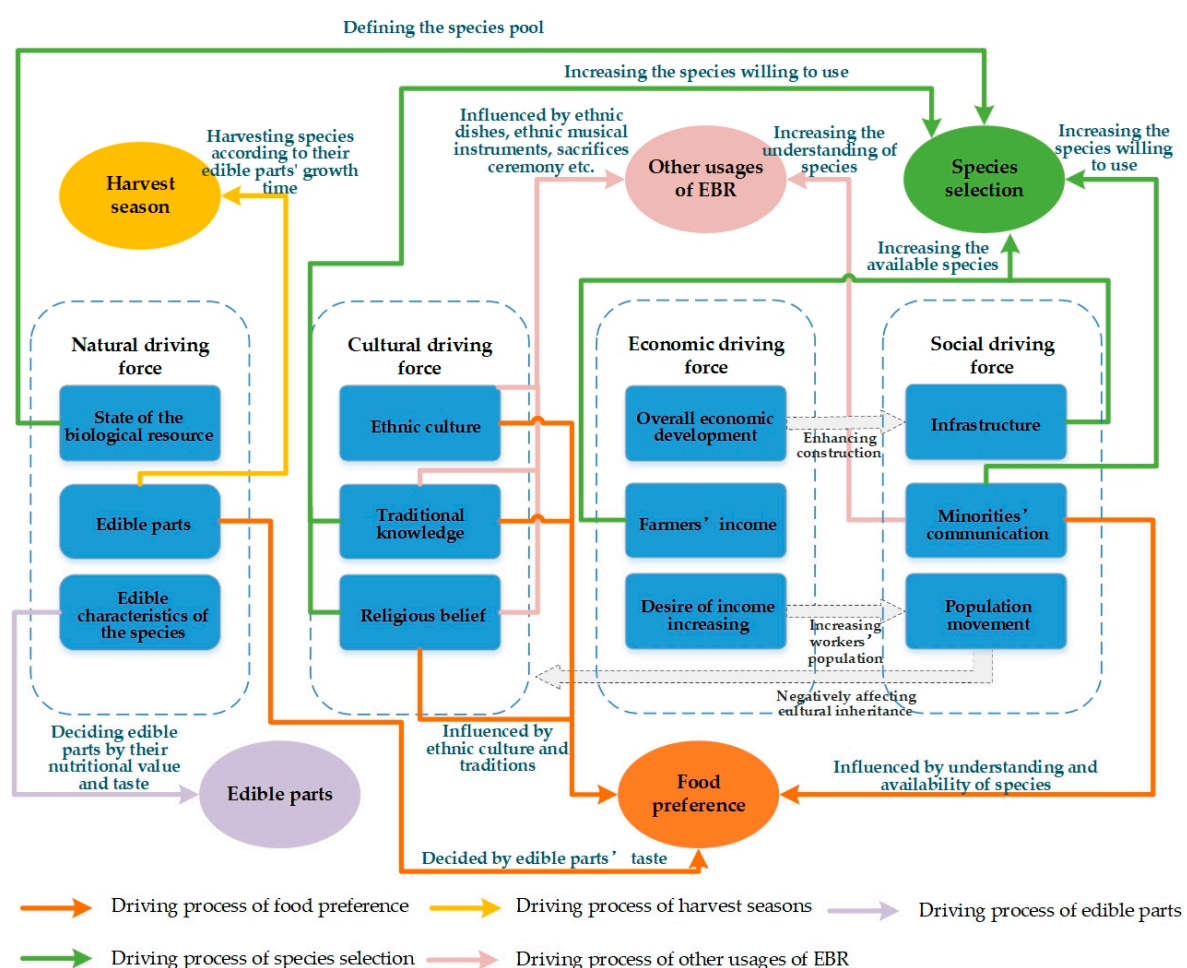 Defining the species pool
Increasing the species willing to use
Influenced by ethnic
dishes, ethnic musical
instruments, sacrifices
ceremony etc.
Harvesting species
according to their
edible parts' growth
time
Harvest
season
Other usages
of EBR
Increasing the
understanding of
species
Species
selection
Increasing the
species willing
to use
Increasing the
available species
Natural driving
force
State of the
biological resource
Edible parts
Edible
characteristics of
the species
Cultural driving
force
Ethnic culture
Traditional
knowledge
Religious belief
Economic driving
force
Overall economic
development
Farmers’ income
Desire of income
increasing
Enhancing
construction
Increasing
workers’
population
Social driving
force
Infrastructure
Minorities’
communication
Population
movement
Negatively affecting
cultural inheritance
Deciding edible
parts by their
nutritional value
and taste
Edible parts
Influenced by
ethnic culture and
traditions
Food
preference
Influenced by understanding and
availability of species
Decided by edible parts’ taste
Driving process of food preference
Driving process of harvest seasons
Driving process of edible parts
Driving process of species selection
Driving process of other usages of EBR